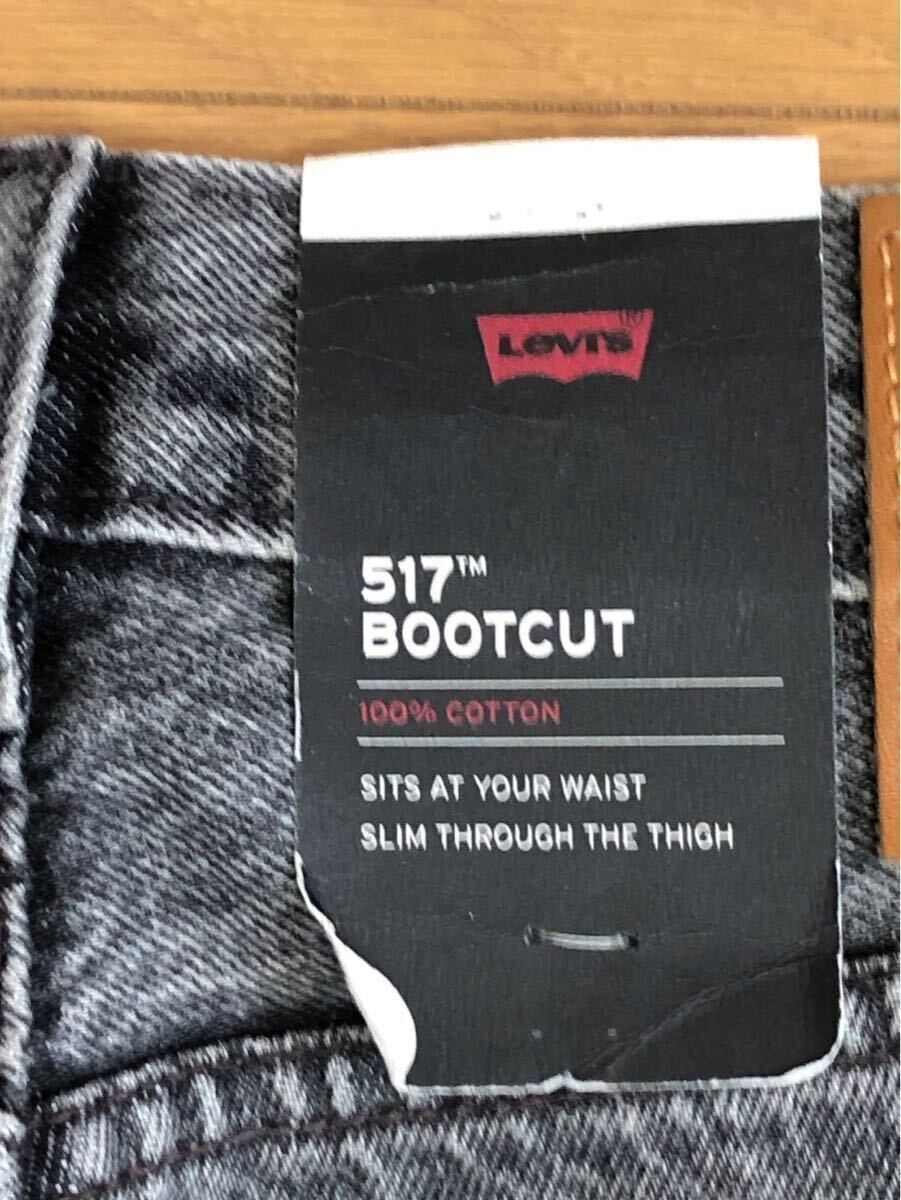 Levi's ®
517™
BOOTCUT
100% COTTON
SITS AT YOUR WAIST
SLIM THROUGH THE THIGH